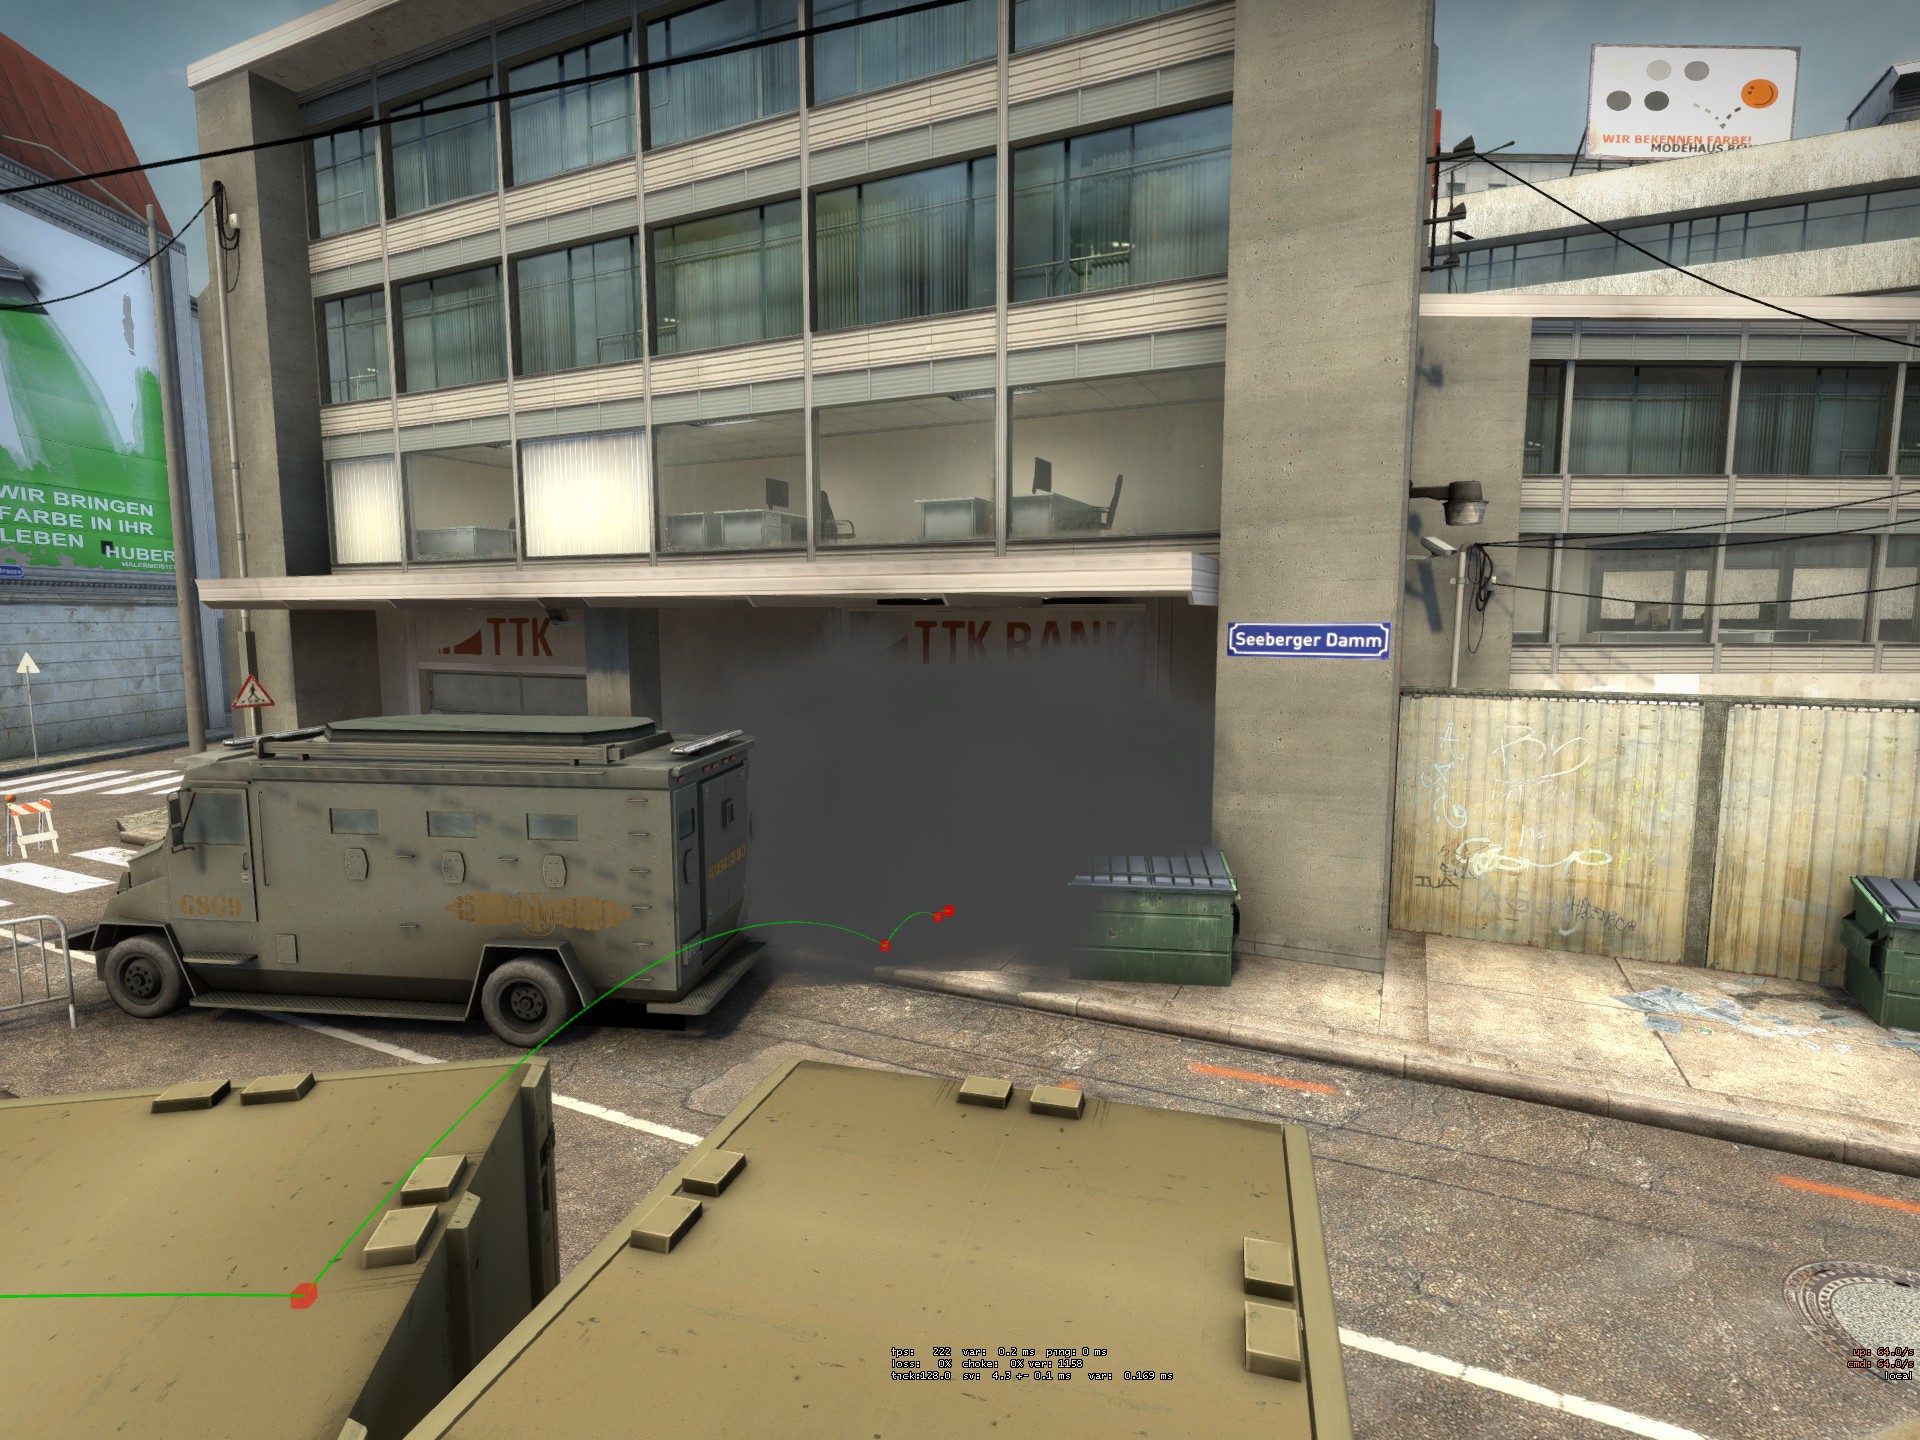 WIR BEKENNEN FARBE!
MODEHAUS
WIR BRINGEN
FARBE IN IHR
LEBEN
HUBER
MALERMEISTER
TTK
TTK BANK
Seeberger Damm
GSG9
fps: 222 var: 0.2 ms ping: 0 ms
loss: 0% choke: 0% ver: 1158
tick:128.0 sv: 4.3 +- 0.1 ms var: 0.169 ms
up: 64.0/s
cmd: 64.0/s
local